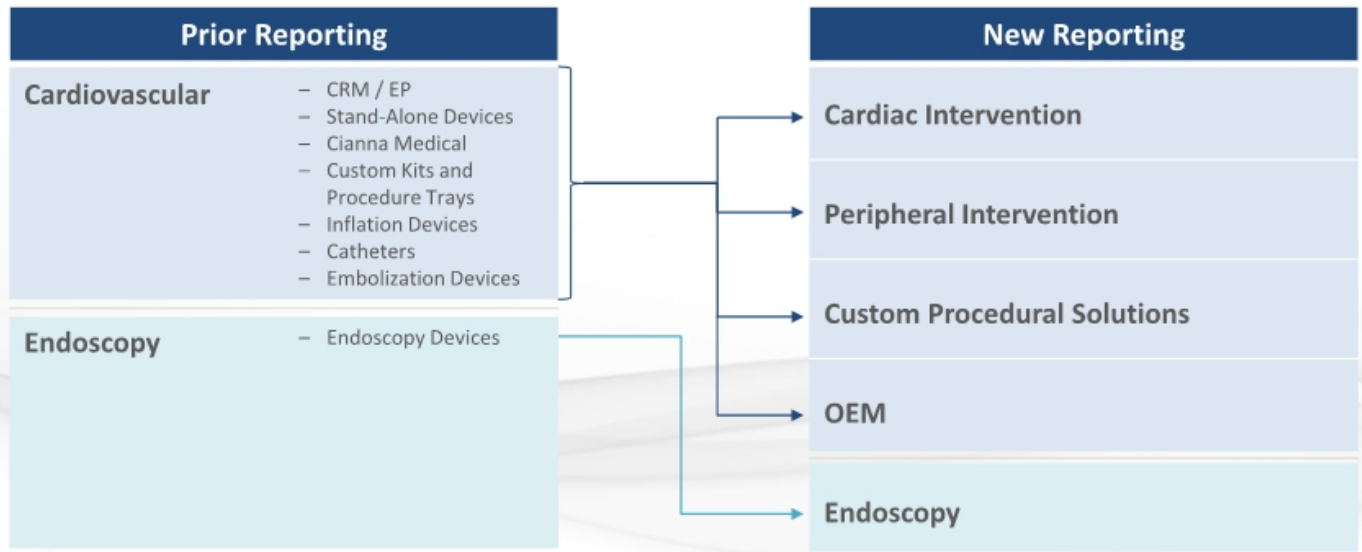 Prior Reporting
Cardiovascular
– CRM / EP
– Stand-Alone Devices
– Cianna Medical
– Custom Kits and
Procedure Trays
– Inflation Devices
– Catheters
– Embolization Devices
Endoscopy
– Endoscopy Devices
New Reporting
Cardiac Intervention
Peripheral Intervention
Custom Procedural Solutions
OEM
Endoscopy